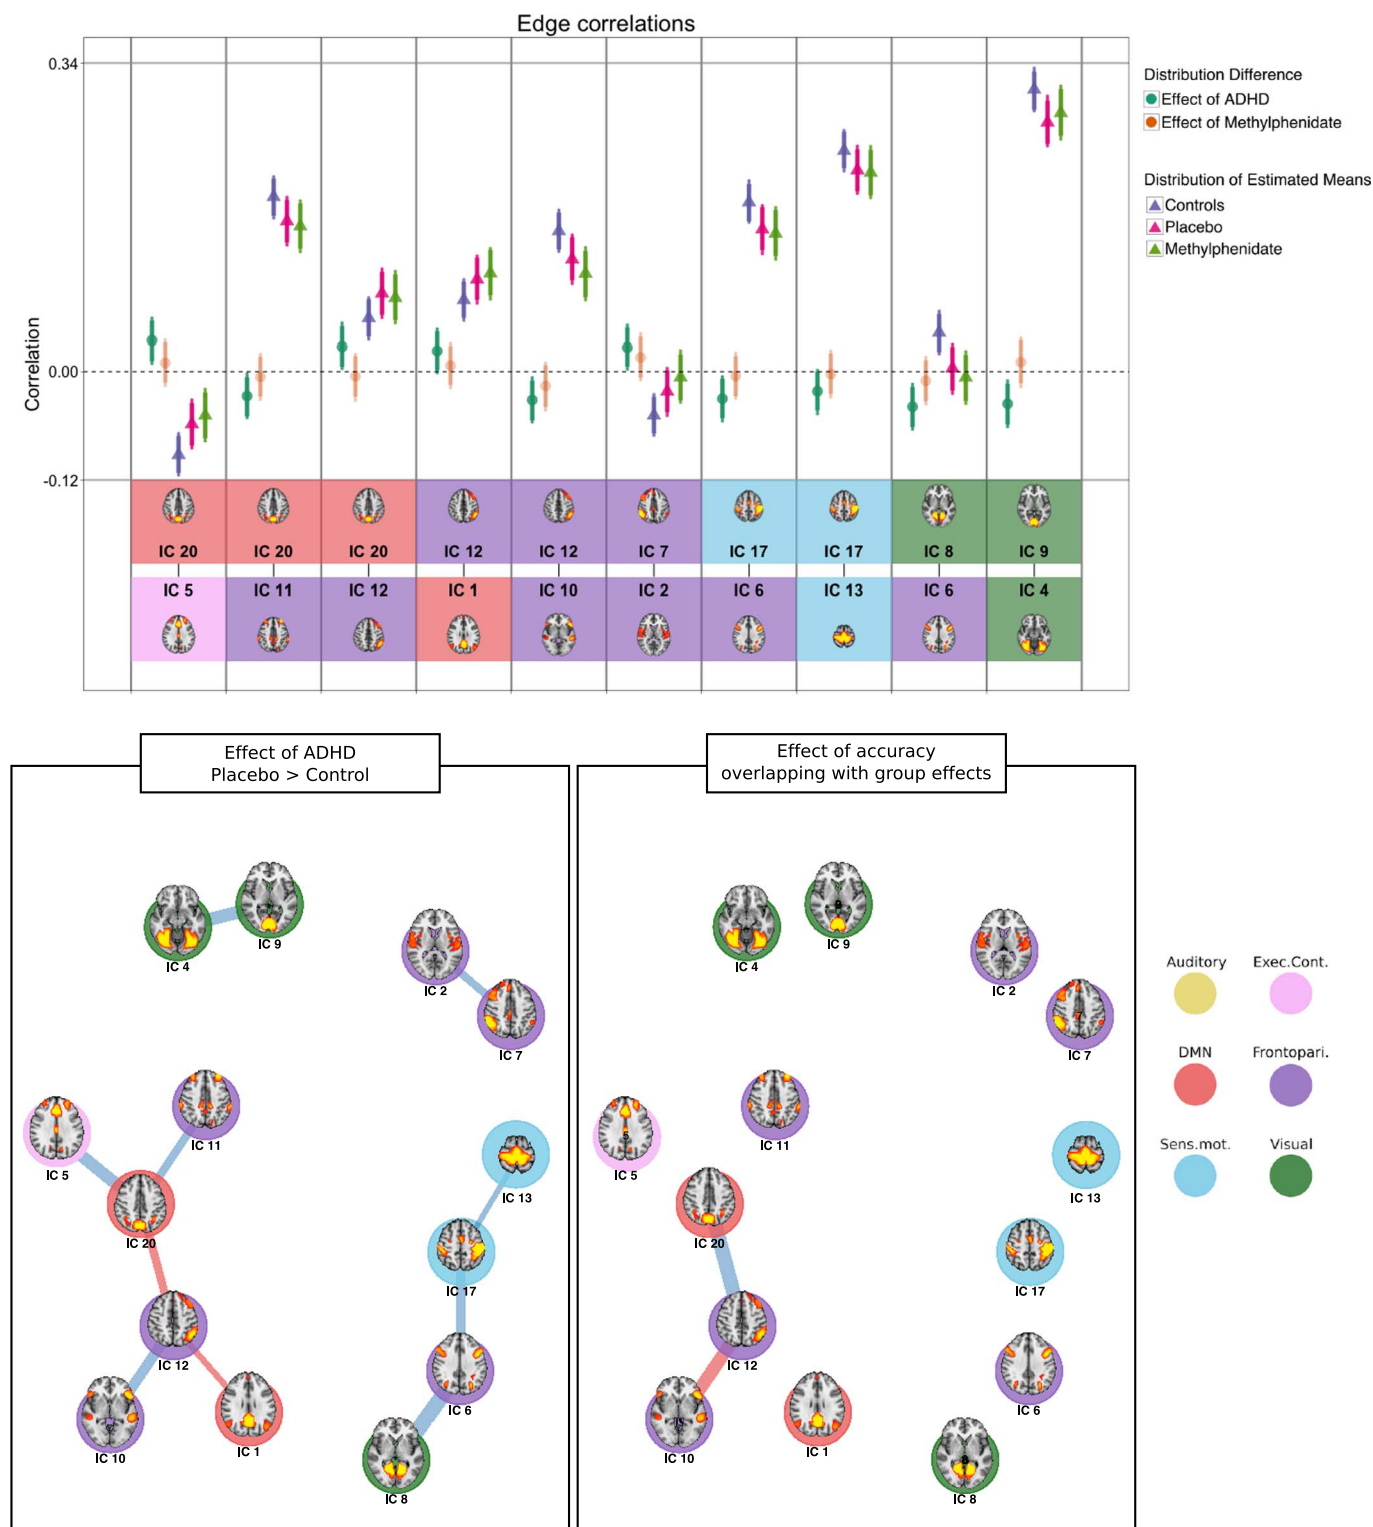 Edge correlations
0.34
0.00
-0.12
Correlation
Distribution Difference
Effect of ADHD
Effect of Methylphenidate
Distribution of Estimated Means
Controls
Placebo
Methylphenidate
IC 20 IC 20 IC 20 IC 12 IC 12 IC 7 IC 17 IC 17 IC 8 IC 9
IC 5 IC 11 IC 12 IC 1 IC 10 IC 2 IC 6 IC 13 IC 6 IC 4
Effect of ADHD
Placebo > Control
IC 9
IC 4
IC 2
IC 7
IC 11
IC 5
IC 13
IC 20
IC 17
IC 12
IC 6
IC 1
IC 10
IC 8
Effect of accuracy
overlapping with group effects
IC 9
IC 4
IC 2
7
IC 7
IC 11
5
IC 5
IC 13
IC 20
IC 17
IC 12
IC 6
IC 1
IC 10
IC 8
Auditory Exec.Cont.
DMN Frontopari.
Sens.mot. Visual